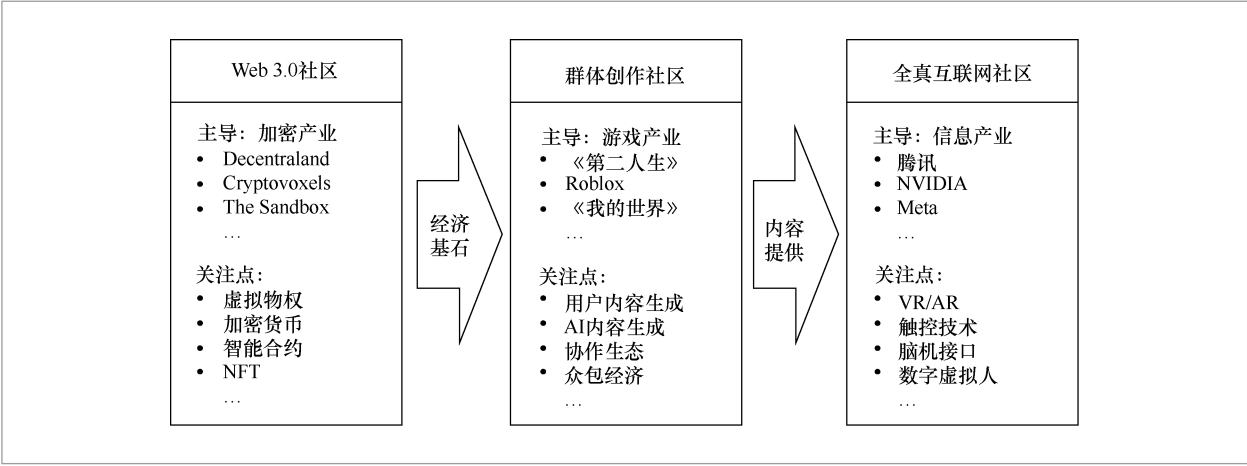 Web 3.0社区
主导：加密产业
• Decentraland
• Cryptovoxels
• The Sandbox
…
关注点：
• 虚拟物权
• 加密货币
• 智能合约
• NFT
…
经济
基石
群体创作社区
主导：游戏产业
• 《第二人生》
• Roblox
• 《我的世界》
…
关注点：
• 用户内容生成
• AI内容生成
• 协作生态
• 众包经济
…
内容
提供
全真互联网社区
主导：信息产业
• 腾讯
• NVIDIA
• Meta
…
关注点：
• VR/AR
• 触控技术
• 脑机接口
• 数字虚拟人
…